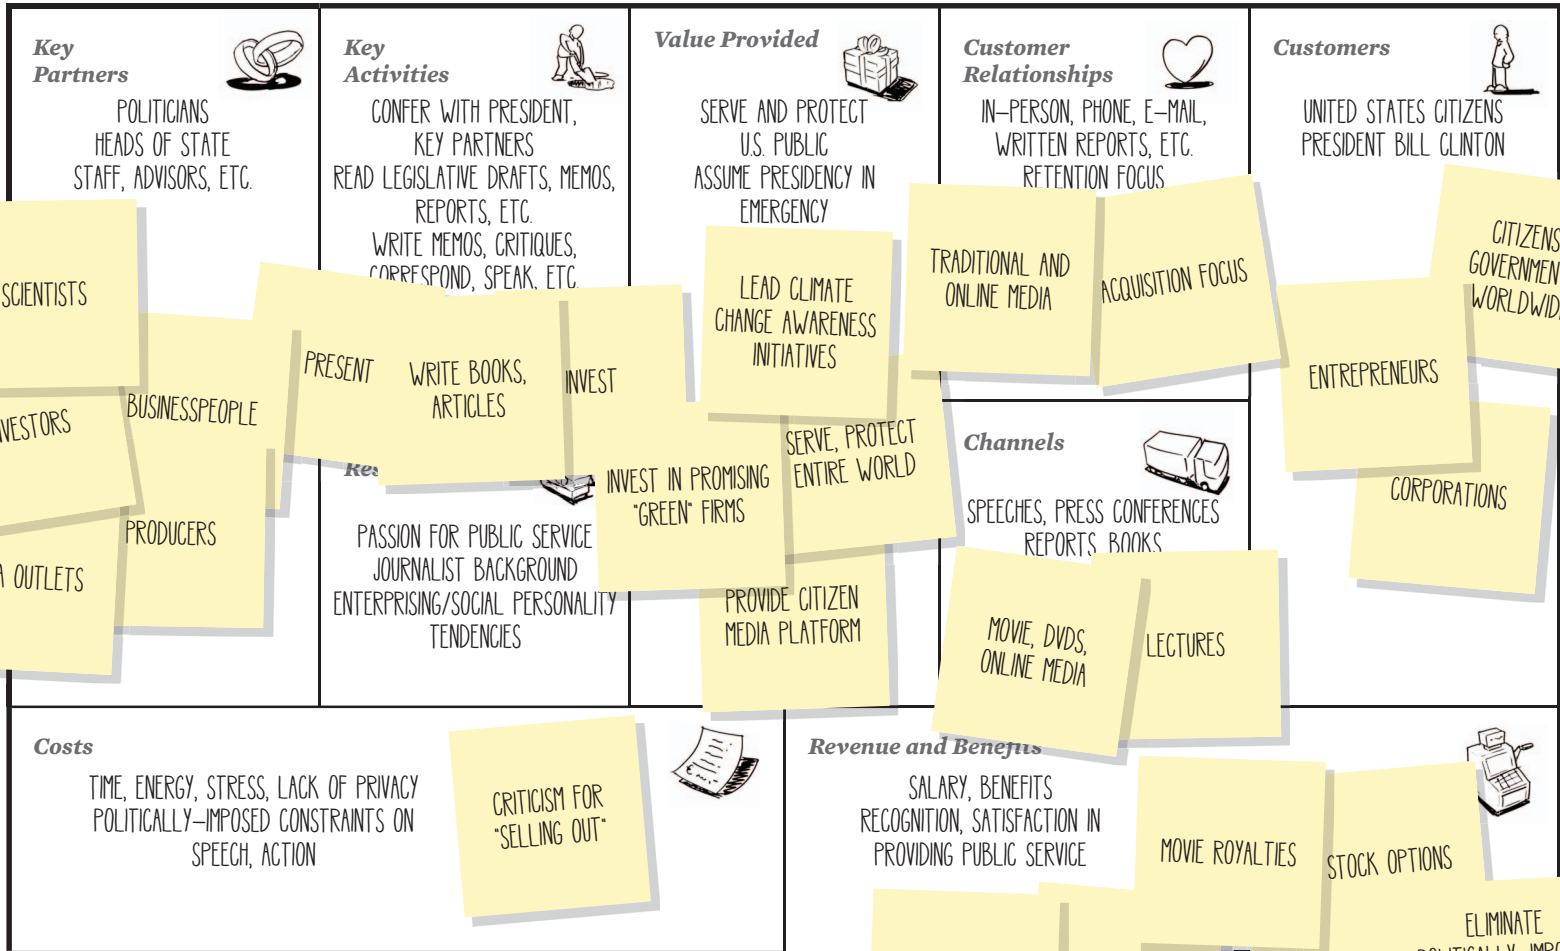 Key
Partners
POLITICIANS
HEADS OF STATE
STAFF, ADVISORS, ETC.
SCIENTISTS
BUSINESSPEOPLE
PRODUCERS
OUTLETS
Key
Activities
CONFER WITH PRESIDENT,
KEY PARTNERS
READ LEGISLATIVE DRAFTS, MEMOS,
REPORTS, ETC.
WRITE MEMOS, CRITIQUES,
CORRESPOND, SPEAK, ETC.
PRESENT
WRITE BOOKS,
ARTICLES
INVEST
PASSION FOR PUBLIC SERVICE
JOURNALIST BACKGROUND
ENTERPRISING/SOCIAL PERSONALITY
TENDENCIES
Value Provided
SERVE AND PROTECT
U.S. PUBLIC
ASSUME PRESIDENCY IN
EMERGENCY
LEAD CLIMATE
CHANGE AWARENESS
INITIATIVES
SERVE, PROTECT
ENTIRE WORLD
INVEST IN PROMISING
"GREEN" FIRMS
PROVIDE CITIZEN
MEDIA PLATFORM
Customer
Relationships
IN-PERSON, PHONE, E-MAIL,
WRITTEN REPORTS, ETC.
RETENTION FOCUS
TRADITIONAL AND
ONLINE MEDIA
ACQUISITION FOCUS
Channels
SPEECHES, PRESS CONFERENCES
REPORTS, BOOKS
MOVIE, DVDS,
ONLINE MEDIA
LECTURES
Customers
UNITED STATES CITIZENS
PRESIDENT BILL CLINTON
CITIZENS
ENTREPRENEURS
CORPORATIONS
Costs
TIME, ENERGY, STRESS, LACK OF PRIVACY
POLITICALLY-IMPOSED CONSTRAINTS ON
SPEECH, ACTION
CRITICISM FOR
"SELLING OUT"
Revenue and Benefits
SALARY, BENEFITS
RECOGNITION, SATISFACTION IN
PROVIDING PUBLIC SERVICE
MOVIE ROYALTIES
STOCK OPTIONS
ELIMINATE